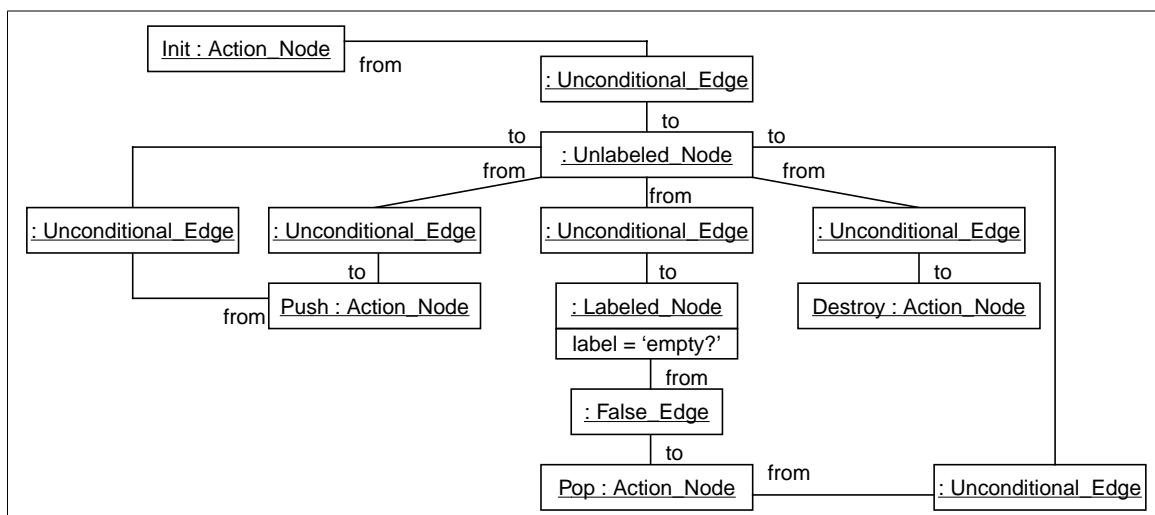 Init : Action_Node
from
: Unconditional_Edge
to
to
to
: Unlabeled_Node
from
from
from
: Unconditional_Edge
: Unconditional_Edge
: Unconditional_Edge
: Unconditional_Edge
to
to
to
from
Push : Action_Node
: Labeled_Node
Destroy : Action_Node
label = ‘empty?’
from
: False_Edge
to
from
Pop : Action_Node
: Unconditional_Edge